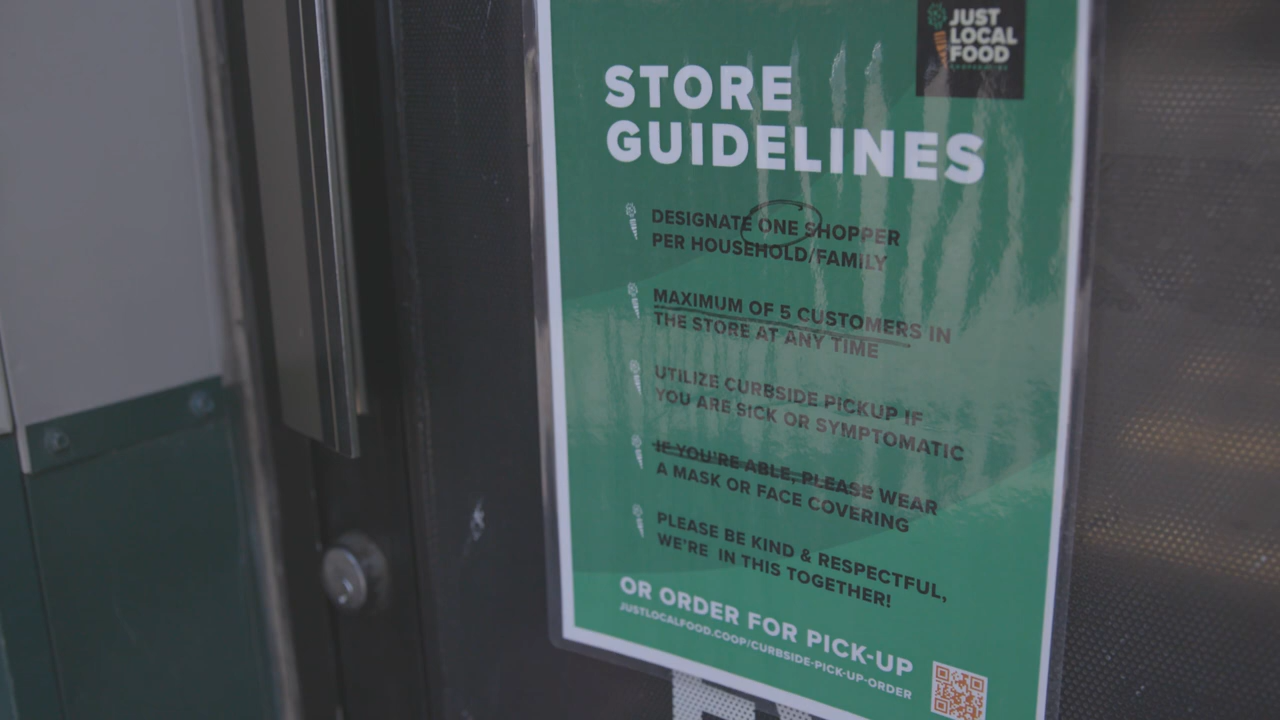 JUST
LOCAL
FOOD
STORE
GUIDELINES
DESIGNATE ONE SHOPPER
PER HOUSEHOLD/FAMILY
MAXIMUM OF 5 CUSTOMERS IN
THE STORE AT ANY TIME
UTILIZE CURBSIDE PICKUP IF
YOU ARE SICK OR SYMPTOMATIC
IF YOU'RE ABLE, PLEASE WEAR
A MASK OR FACE COVERING
PLEASE BE KIND & RESPECTFUL,
WE'RE IN THIS TOGETHER!
OR ORDER FOR PICK-UP
JUSTLOCALFOOD.COOP/CURBSIDE-PICK-UP-ORDER